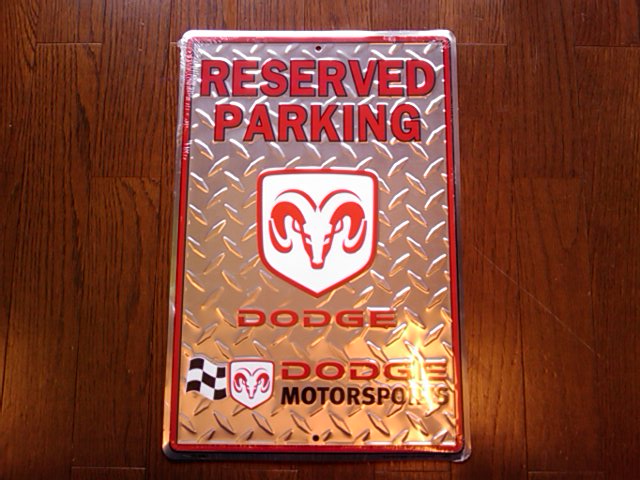 RESERVED
PARKING
DODGE
DODGE
MOTORSPORTS